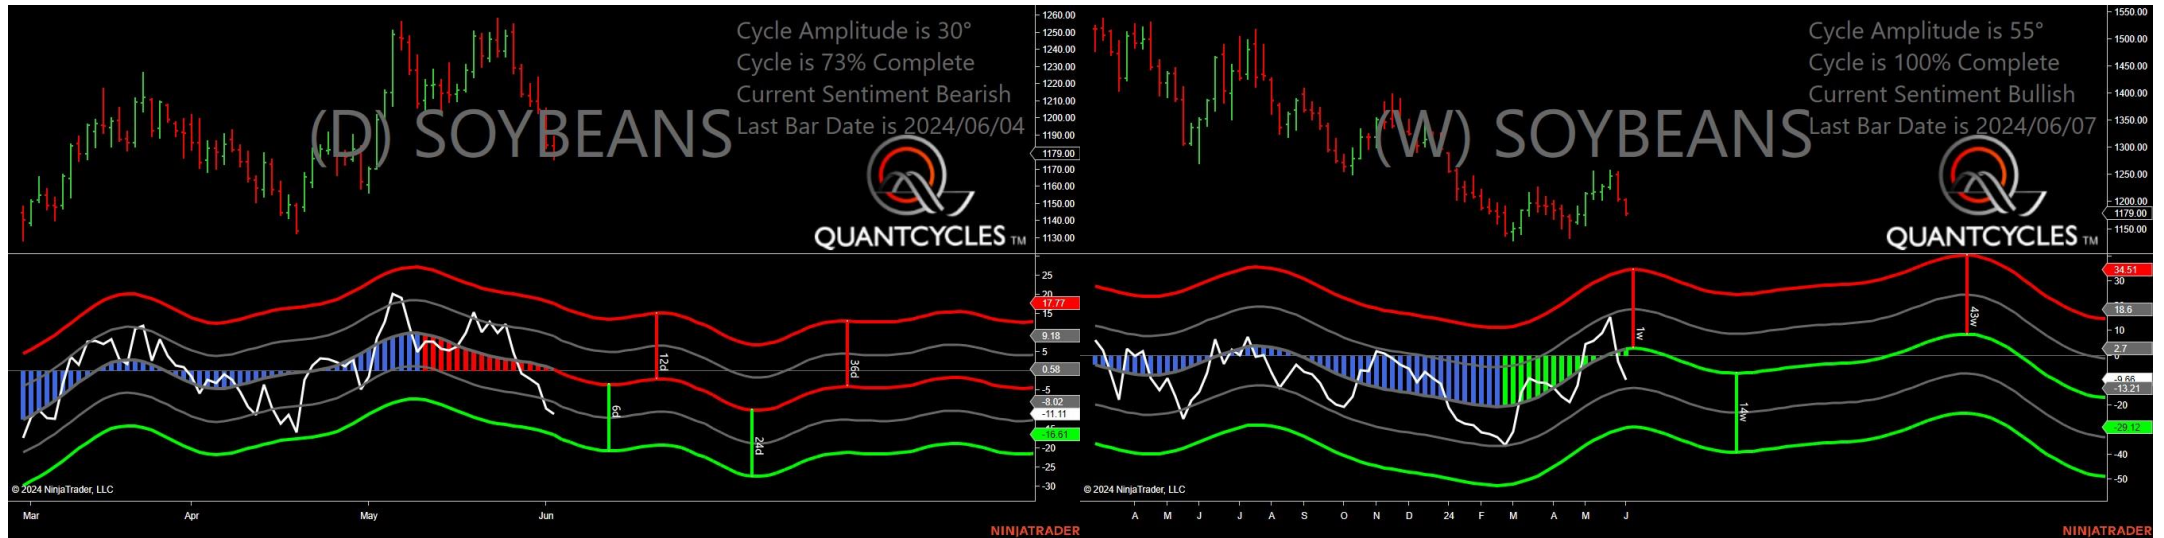 Cycle Amplitude is 30°
Cycle is 73% Complete
Current Sentiment Bearish
Last Bar Date is 2024/06/04
(D) SOYBEANS
QUANTCYCLES TM
1260.00
1250.00
1240.00
1230.00
1220.00
1210.00
1200.00
1190.00
1179.00
1170.00
1160.00
1150.00
1140.00
1130.00
25
20
17.77
15
9.18
5
0.58
-5
-8.02
-11.11
-16.61
-20
-25
-30
12d
36d
6d
24d
© 2024 NinjaTrader, LLC
Mar Apr May Jun
NINJATRADER
Cycle Amplitude is 55°
Cycle is 100% Complete
Current Sentiment Bullish
Last Bar Date is 2024/06/07
(W) SOYBEANS
QUANTCYCLES TM
1550.00
1500.00
1450.00
1400.00
1350.00
1300.00
1250.00
1200.00
1179.00
1150.00
34.51
30
18.6
10
2.7
-9.66
-13.21
-20
-29.12
-40
-50
1w
43w
14w
© 2024 NinjaTrader, LLC
A M J J A S O N D 24 F M A M J
NINJATRADER